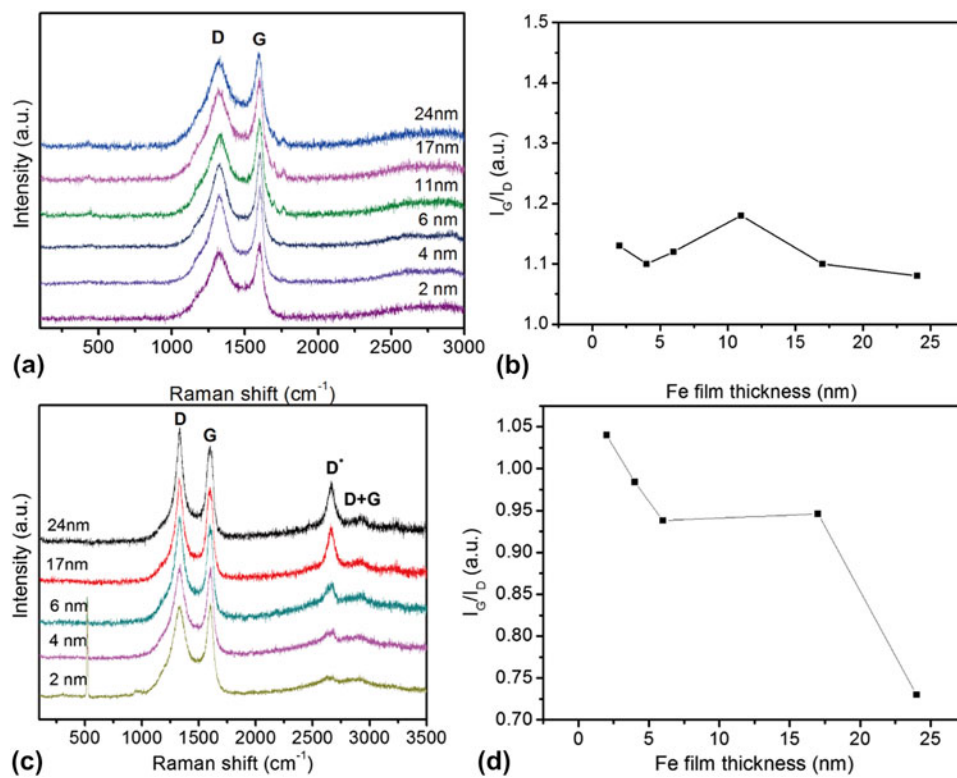 D G
24nm
17nm
11nm
6 nm
4 nm
2 nm
Intensity (a.u.)
500 1000 1500 2000 2500 3000
Raman shift (cm⁻¹)
(a)
1.5
1.4
1.3
1.2
1.1
1.0
I_G/I_D (a.u.)
0 5 10 15 20 25
Fe film thickness (nm)
(b)
D
G
D*
D+G
24nm
17nm
6 nm
4 nm
2 nm
Intensity (a.u.)
500 1000 1500 2000 2500 3000 3500
Raman shift (cm⁻¹)
(c)
1.05
1.00
0.95
0.90
0.85
0.80
0.75
0.70
I_G/I_D (a.u.)
0 5 10 15 20 25
Fe film thickness (nm)
(d)